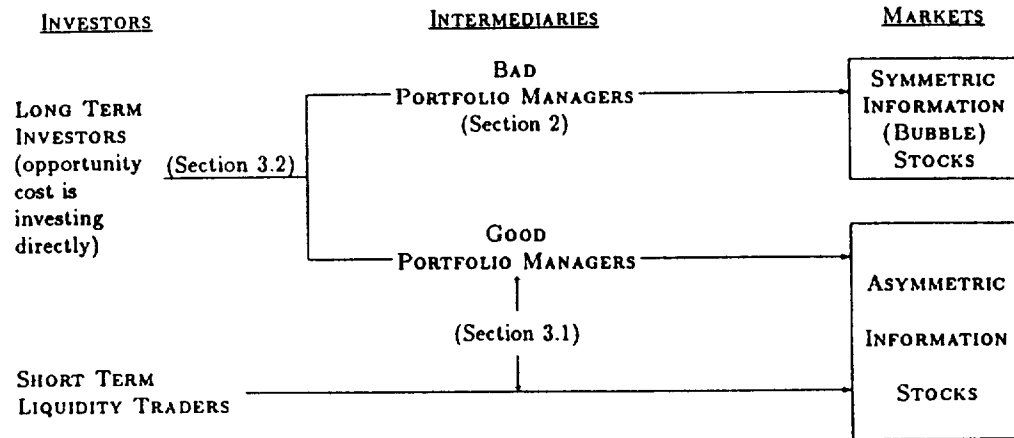 INVESTORS
INTERMEDIARIES
MARKETS
LONG TERM
INVESTORS
(opportunity
cost is
investing
directly)
(Section 3.2)
BAD
PORTFOLIO MANAGERS
(Section 2)
SYMMETRIC
INFORMATION
(BUBBLE)
STOCKS
GOOD
PORTFOLIO MANAGERS
(Section 3.1)
ASYMMETRIC
INFORMATION
STOCKS
SHORT TERM
LIQUIDITY TRADERS